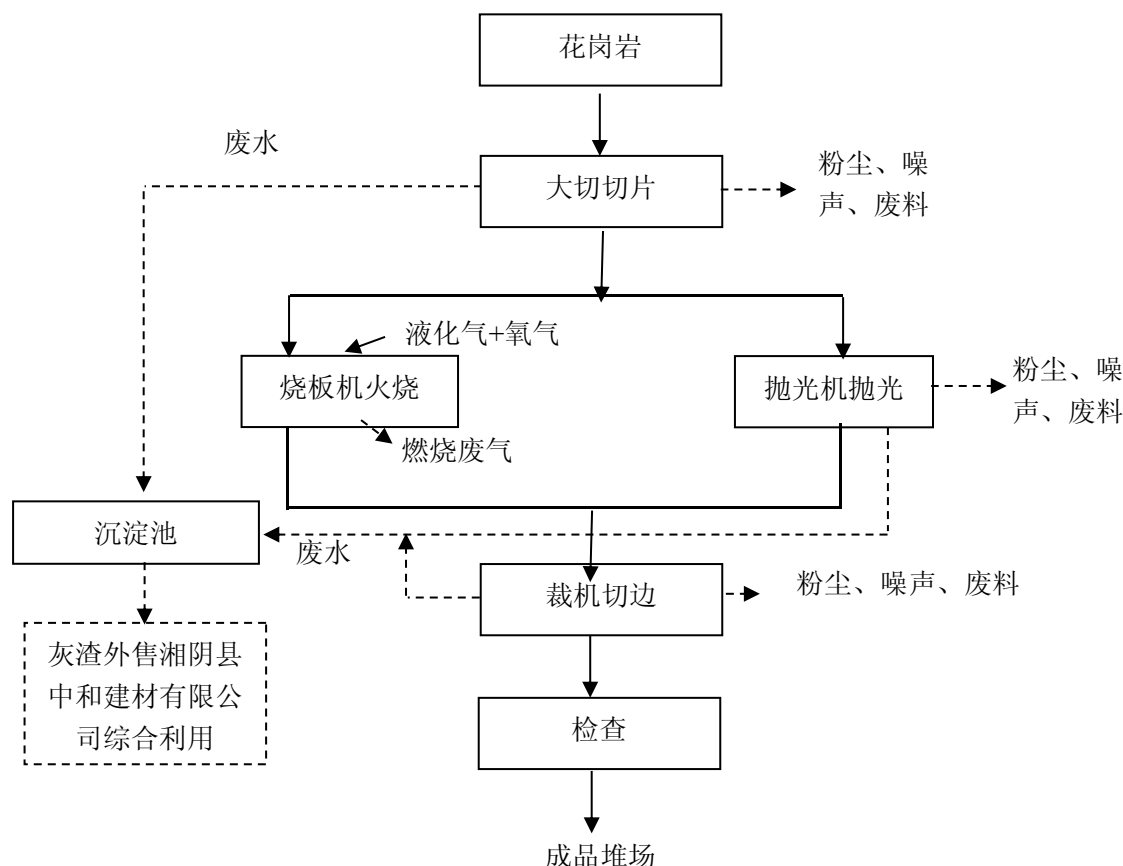 花岗岩
废水
大切切片
粉尘、噪
声、废料
液化气+氧气
烧板机火烧
抛光机抛光
粉尘、噪
声、废料
燃烧废气
沉淀池
废水
裁机切边
粉尘、噪声、废料
灰渣外售湘阴县
中和建材有限公
司综合利用
检查
成品堆场